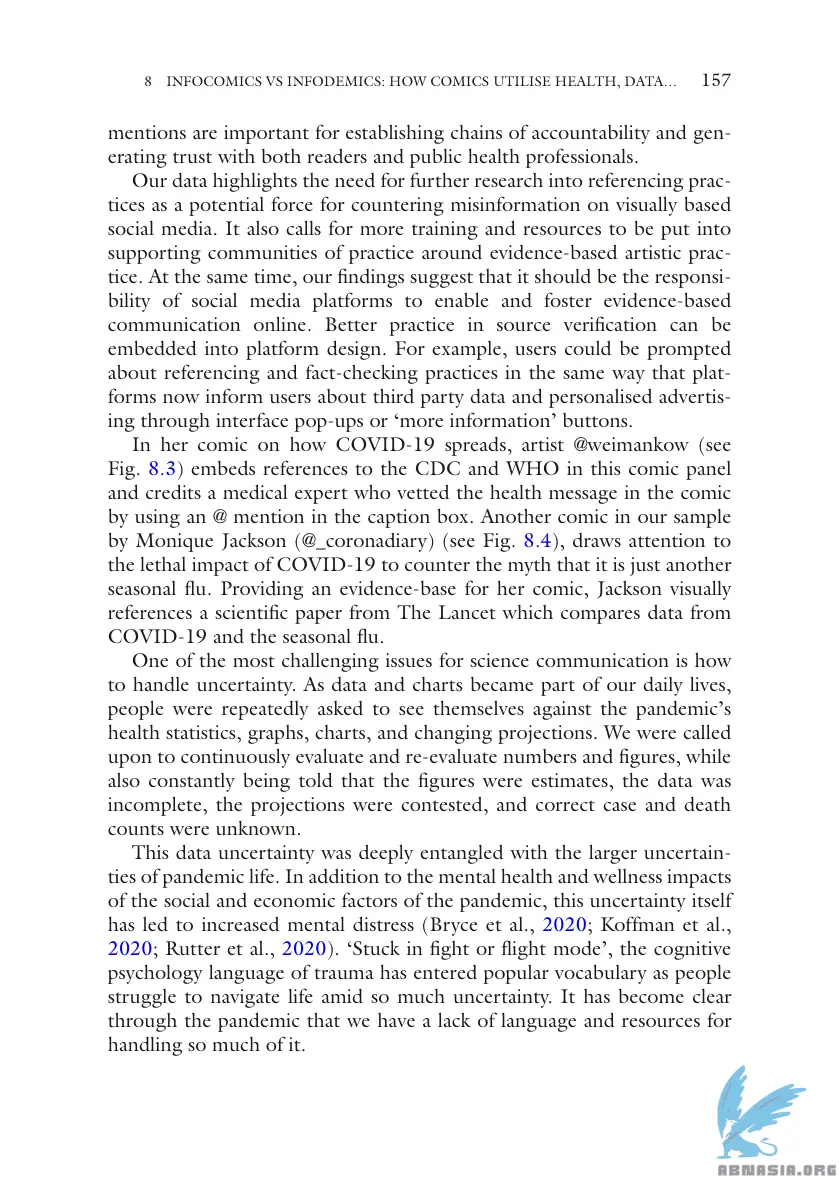 8 INFOCOMICS VS INFODEMICS: HOW COMICS UTILISE HEALTH, DATA… 157
mentions are important for establishing chains of accountability and gen-
erating trust with both readers and public health professionals.
Our data highlights the need for further research into referencing prac-
tices as a potential force for countering misinformation on visually based
social media. It also calls for more training and resources to be put into
supporting communities of practice around evidence-based artistic prac-
tice. At the same time, our findings suggest that it should be the responsi-
bility of social media platforms to enable and foster evidence-based
communication online. Better practice in source verification can be
embedded into platform design. For example, users could be prompted
about referencing and fact-checking practices in the same way that plat-
forms now inform users about third party data and personalised advertis-
ing through interface pop-ups or ‘more information’ buttons.
In her comic on how COVID-19 spreads, artist @weimankow (see
Fig. 8.3) embeds references to the CDC and WHO in this comic panel
and credits a medical expert who vetted the health message in the comic
by using an @ mention in the caption box. Another comic in our sample
by Monique Jackson (@_coronadiary) (see Fig. 8.4), draws attention to
the lethal impact of COVID-19 to counter the myth that it is just another
seasonal flu. Providing an evidence-base for her comic, Jackson visually
references a scientific paper from The Lancet which compares data from
COVID-19 and the seasonal flu.
One of the most challenging issues for science communication is how
to handle uncertainty. As data and charts became part of our daily lives,
people were repeatedly asked to see themselves against the pandemic’s
health statistics, graphs, charts, and changing projections. We were called
upon to continuously evaluate and re-evaluate numbers and figures, while
also constantly being told that the figures were estimates, the data was
incomplete, the projections were contested, and correct case and death
counts were unknown.
This data uncertainty was deeply entangled with the larger uncertain-
ties of pandemic life. In addition to the mental health and wellness impacts
of the social and economic factors of the pandemic, this uncertainty itself
has led to increased mental distress (Bryce et al., 2020; Koffman et al.,
2020; Rutter et al., 2020). ‘Stuck in fight or flight mode’, the cognitive
psychology language of trauma has entered popular vocabulary as people
struggle to navigate life amid so much uncertainty. It has become clear
through the pandemic that we have a lack of language and resources for
handling so much of it.
ABNASIA.ORG